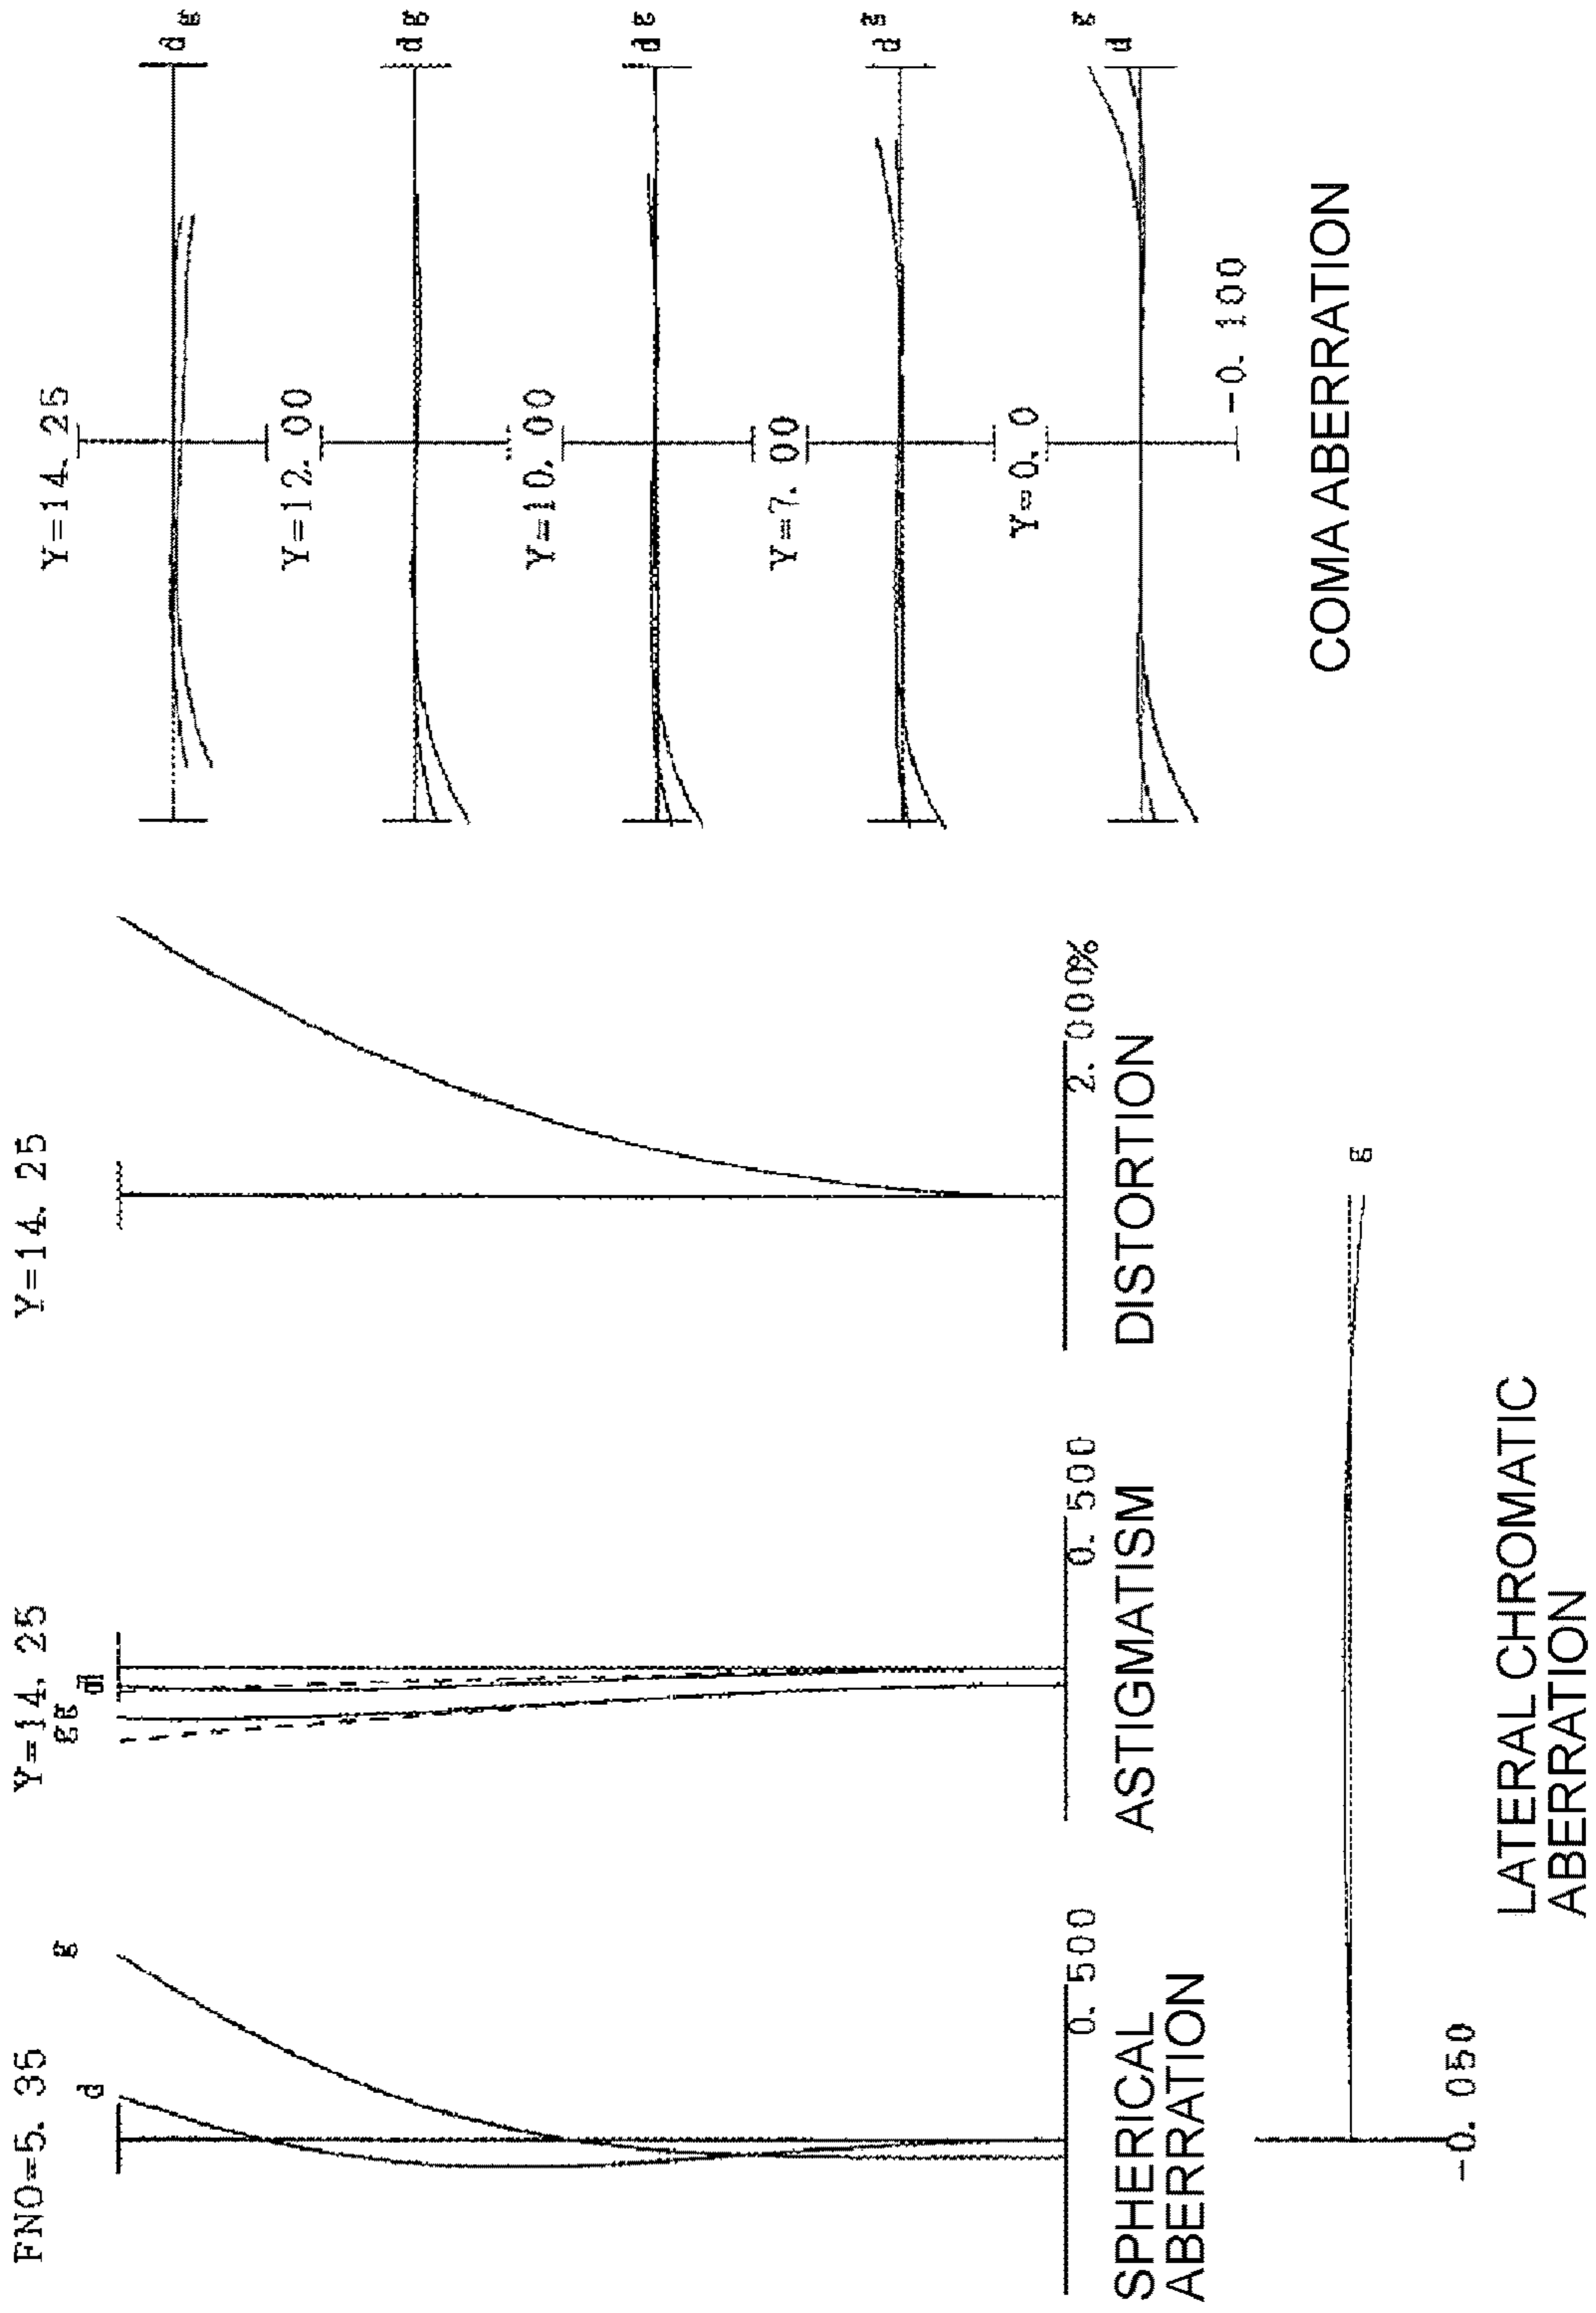 FNO=5. 35
d
g
0. 500
SPHERICAL
ABERRATION
Y=14. 25
g g
d
0. 500
ASTIGMATISM
Y=14. 25
2. 000%
DISTORTION
Y=14. 25
d g
Y=12. 00
d g
Y=10. 00
d g
Y=7. 00
d g
Y=0. 0
d g
-0. 100
COMA ABERRATION
g
-0. 050
LATERAL CHROMATIC
ABERRATION